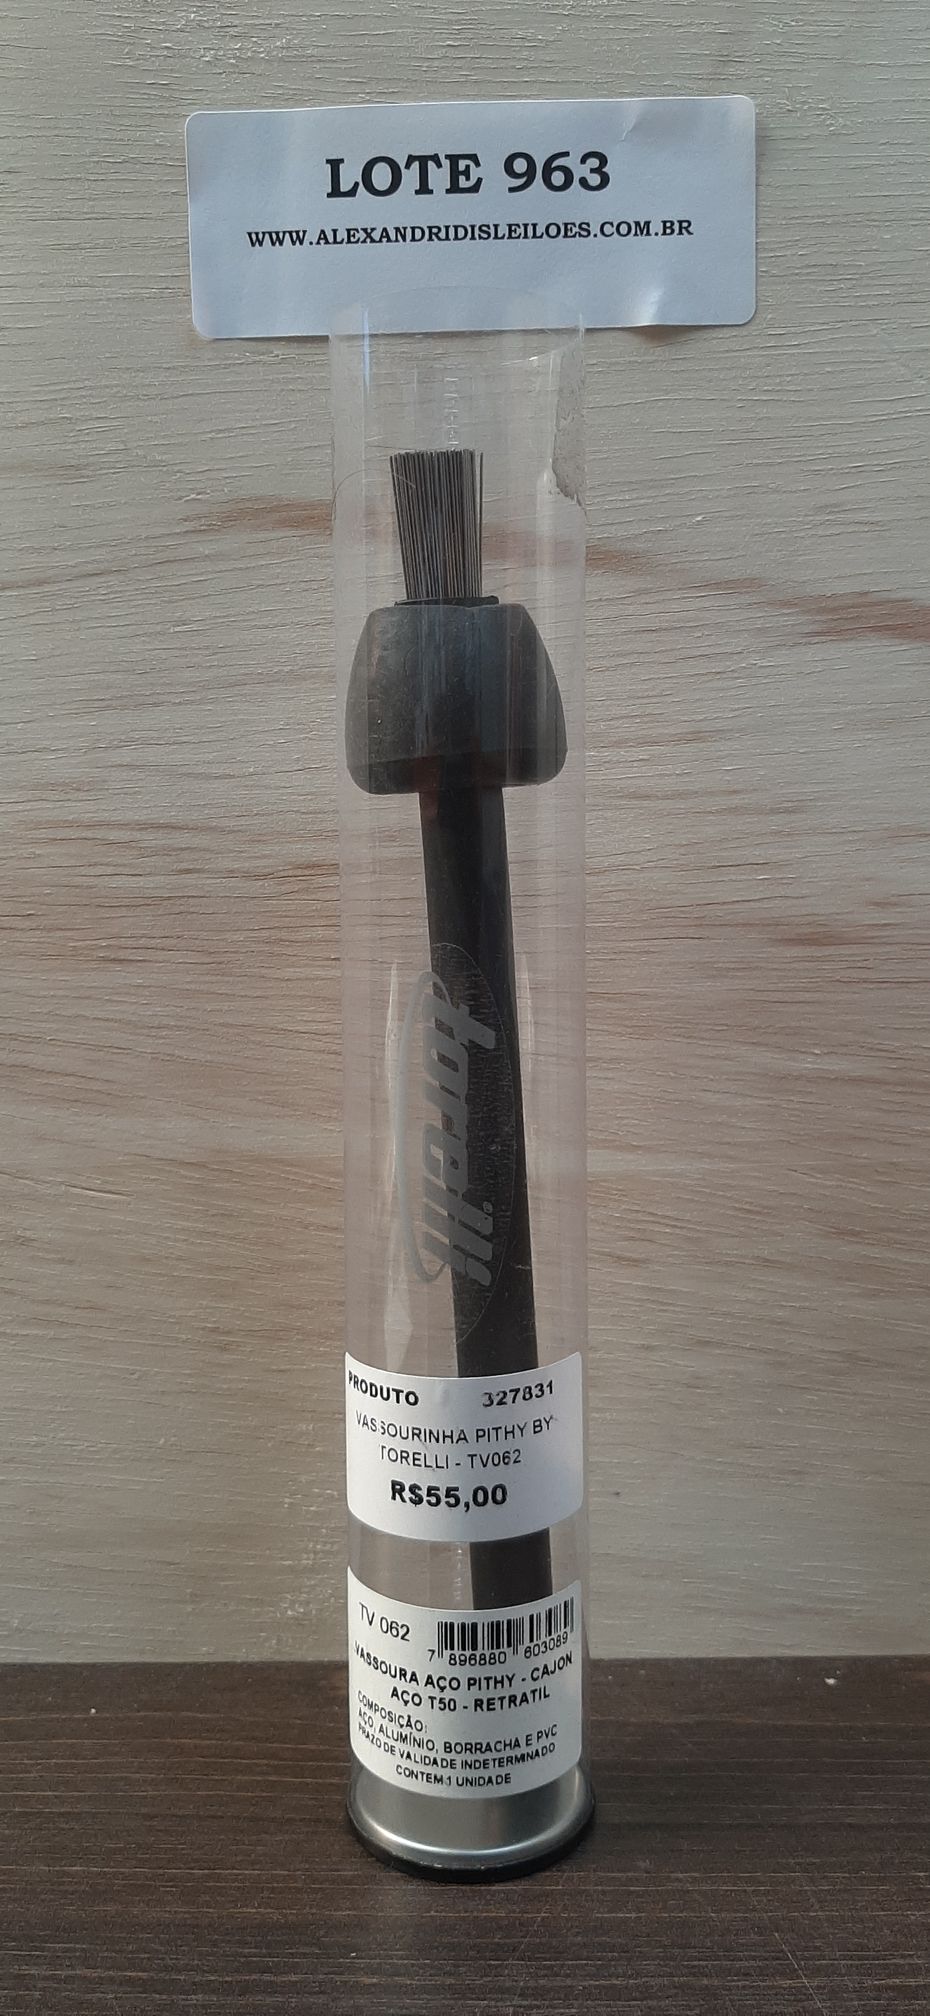 LOTE 963
WWW.ALEXANDRIDISLEILOES.COM.BR
torelli
PRODUTO 327831
VASSOURINHA PITHY BY
TORELLI - TV062
R$55,00
TV 062
7 896880 603089
VASSOURA AÇO PITHY - CAJON
AÇO T50 - RETRATIL
COMPOSIÇÃO:
AÇO, ALUMÍNIO, BORRACHA E PVC
PRAZO DE VALIDADE INDETERMINADO
CONTEM 1 UNIDADE